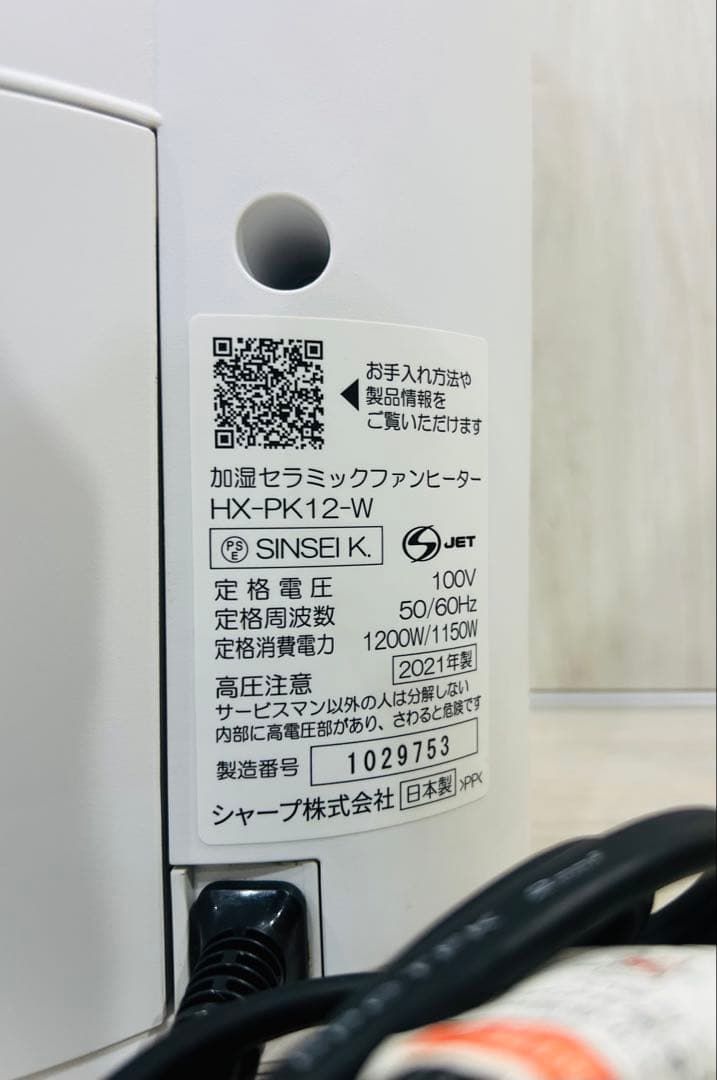 お手入れ方法や
製品情報を
ご覧いただけます
加湿セラミックファンヒーター
HX-PK12-W
PSE SINSEI K. S JET
定格電圧 100V
定格周波数 50/60Hz
定格消費電力 1200W/1150W
2021年製
高圧注意
サービスマン以外の人は分解しない
内部に高電圧部があり、さわると危険です
製造番号 1029753
シャープ株式会社 日本製 >PP<